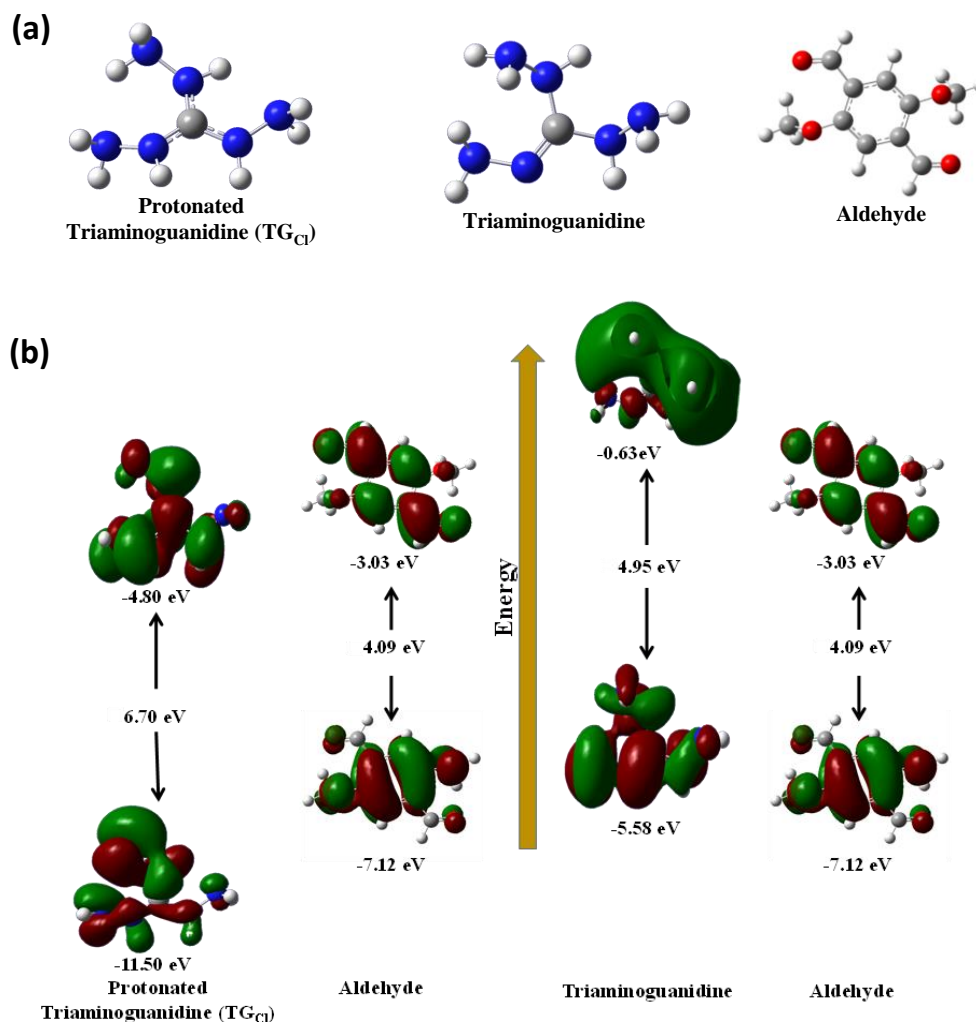 (a)
Protonated
Triaminoguanidine (TGCl)
Triaminoguanidine
Aldehyde
(b)
Energy
-4.80 eV
6.70 eV
-11.50 eV
Protonated
Triaminoguanidine (TGCl)
-3.03 eV
4.09 eV
-7.12 eV
Aldehyde
-0.63eV
4.95 eV
-5.58 eV
Triaminoguanidine
-3.03 eV
4.09 eV
-7.12 eV
Aldehyde